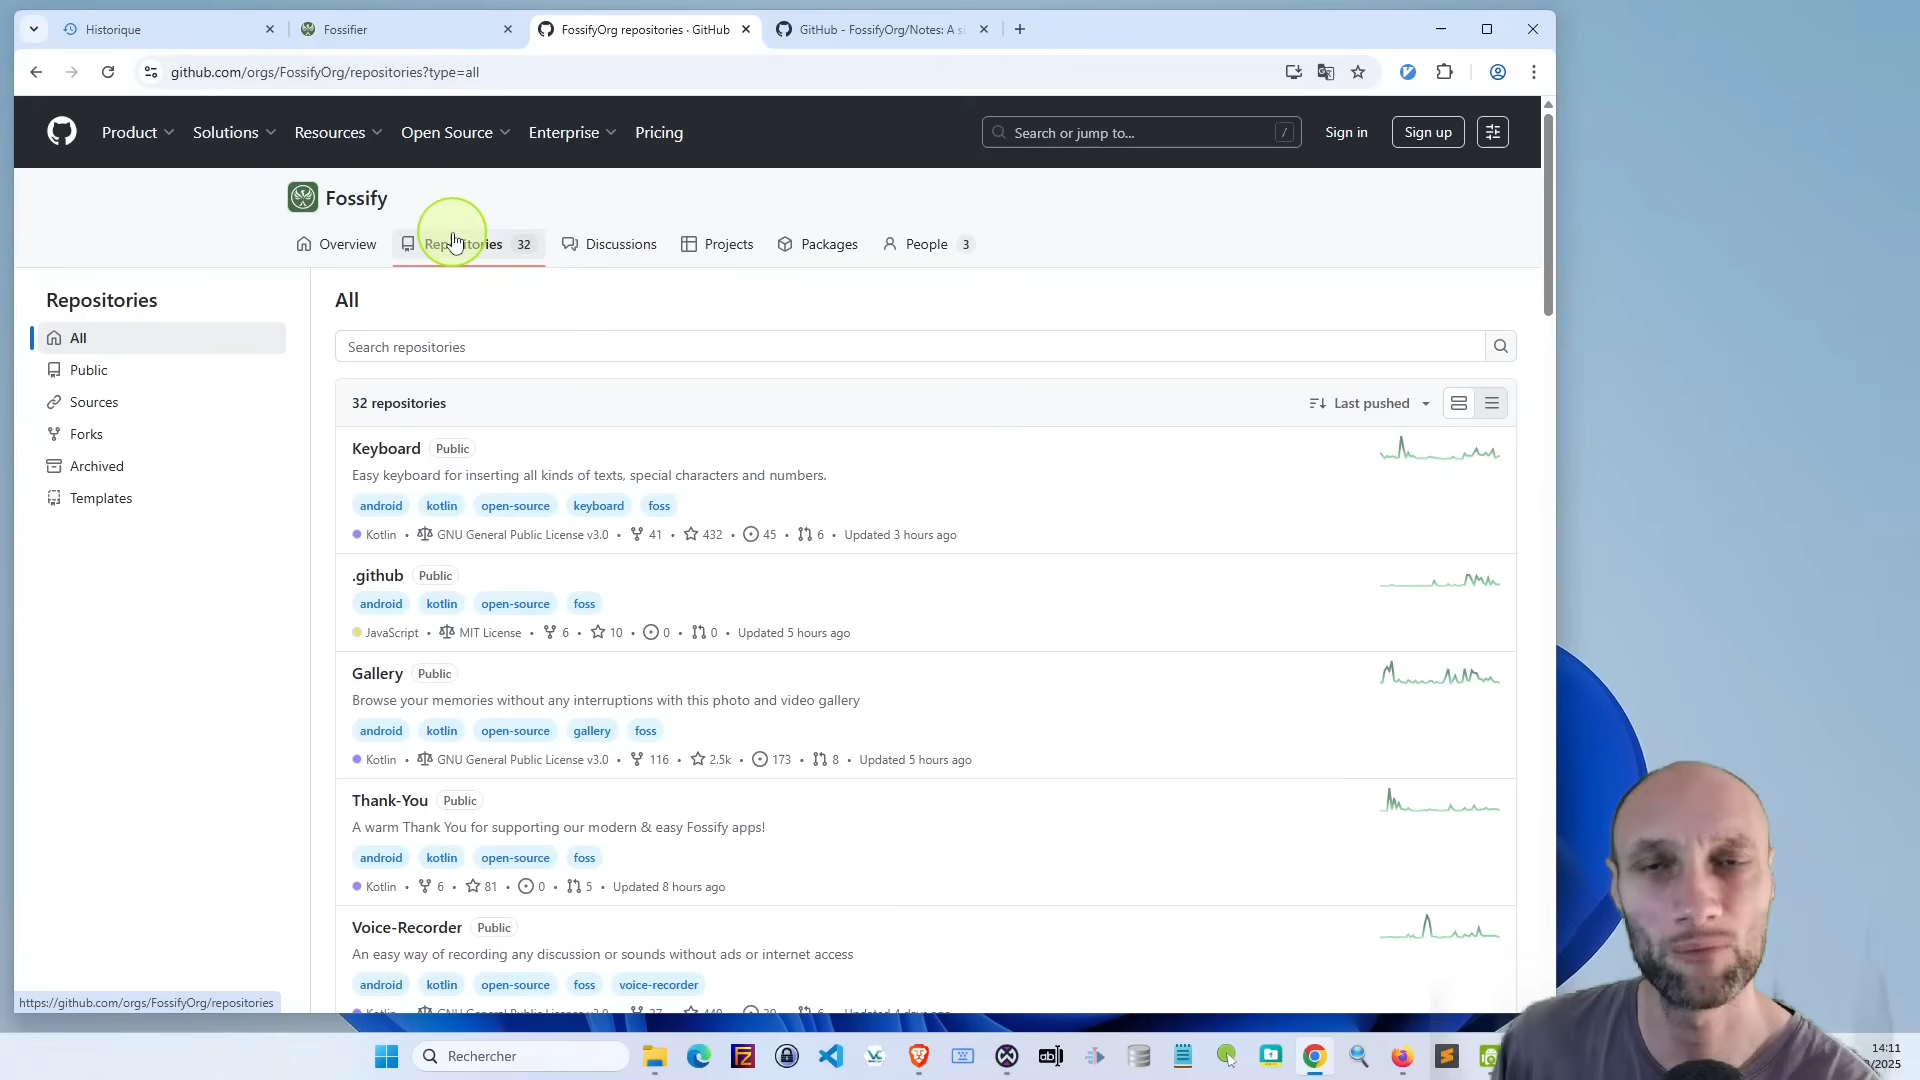 Historique
Fossifier
FossifyOrg repositories · GitHub
GitHub - FossifyOrg/Notes: A si
github.com/orgs/FossifyOrg/repositories?type=all
Product
Solutions
Resources
Open Source
Enterprise
Pricing
Search or jump to...
/
Sign in
Sign up
Fossify
Overview
Repositories 32
Discussions
Projects
Packages
People 3
Repositories
All
Public
Sources
Forks
Archived
Templates
All
Search repositories
32 repositories
Last pushed
Keyboard Public
Easy keyboard for inserting all kinds of texts, special characters and numbers.
android kotlin open-source keyboard foss
Kotlin • GNU General Public License v3.0 • 41 • 432 • 45 • 6 • Updated 3 hours ago
.github Public
android kotlin open-source foss
JavaScript • MIT License • 6 • 10 • 0 • 0 • Updated 5 hours ago
Gallery Public
Browse your memories without any interruptions with this photo and video gallery
android kotlin open-source gallery foss
Kotlin • GNU General Public License v3.0 • 116 • 2.5k • 173 • 8 • Updated 5 hours ago
Thank-You Public
A warm Thank You for supporting our modern & easy Fossify apps!
android kotlin open-source foss
Kotlin • 6 • 81 • 0 • 5 • Updated 8 hours ago
Voice-Recorder Public
An easy way of recording any discussion or sounds without ads or internet access
android kotlin open-source foss voice-recorder
https://github.com/orgs/FossifyOrg/repositories
Rechercher
14:11
/2025